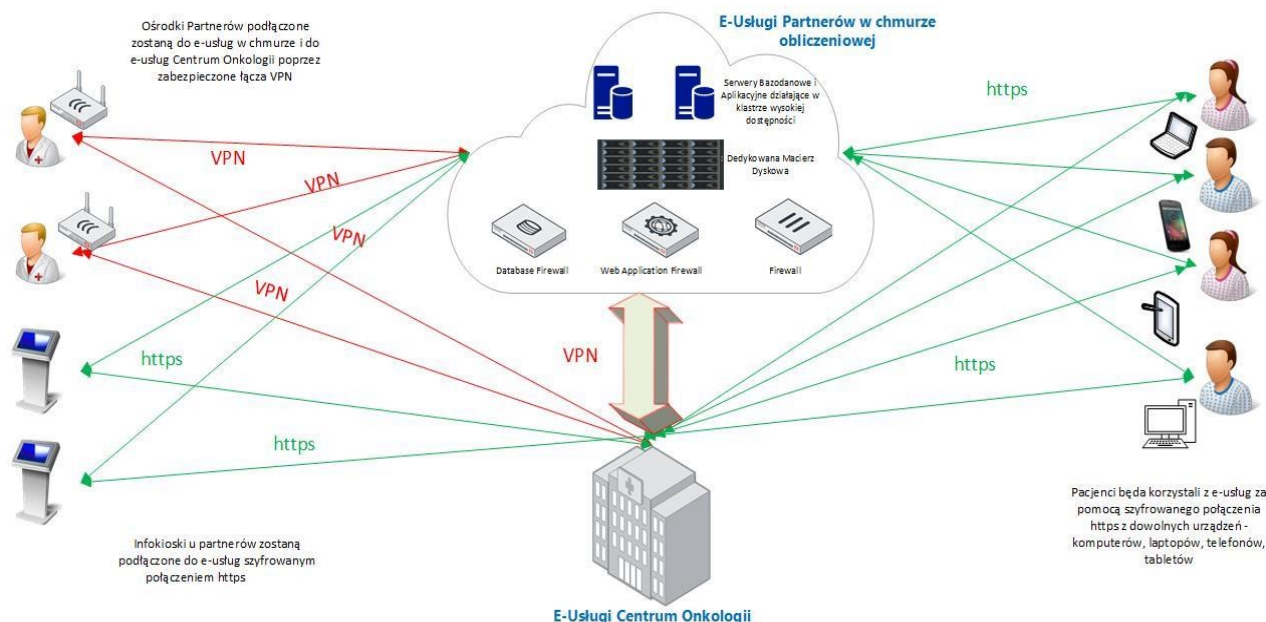 Ośrodki Partnerów podłączone
zostaną do e-usług w chmurze i do
e-usług Centrum Onkologii poprzez
zabezpieczone łącza VPN
E-Usługi Partnerów w chmurze
obliczeniowej
Serwery Bazodanowe i
Aplikacyjne działające w
klastrze wysokiej
dostępności
https
VPN
VPN
Dedykowana Macierz
Dyskowa
VPN
Database Firewall
Web Application Firewall
Firewall
VPN
VPN
https
https
https
Infokioski u partnerów zostaną
podłączone do e-usług szyfrowanym
połączeniem https
Pacjenci będa korzystali z e-usług za
pomocą szyfrowanego połączenia
https z dowolnych urządzeń -
komputerów, laptopów, telefonów,
tabletów
E-Usługi Centrum Onkologii